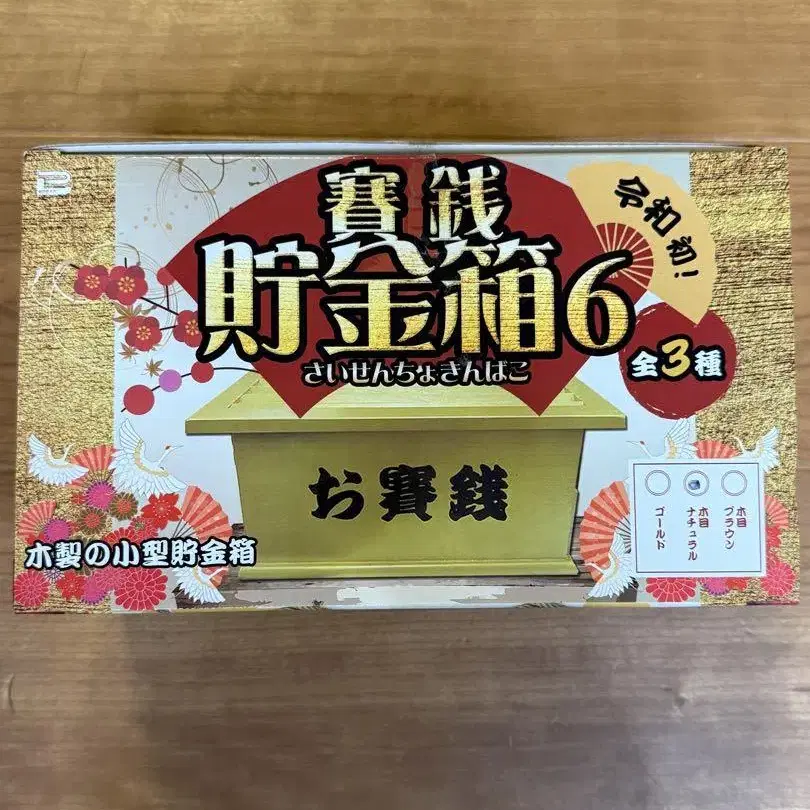 賽銭
貯金箱6
さいせんちょきんばこ
令和初!
全3種
お賽銭
木製の小型貯金箱
木目ブラウン
木目ナチュラル
ゴールド